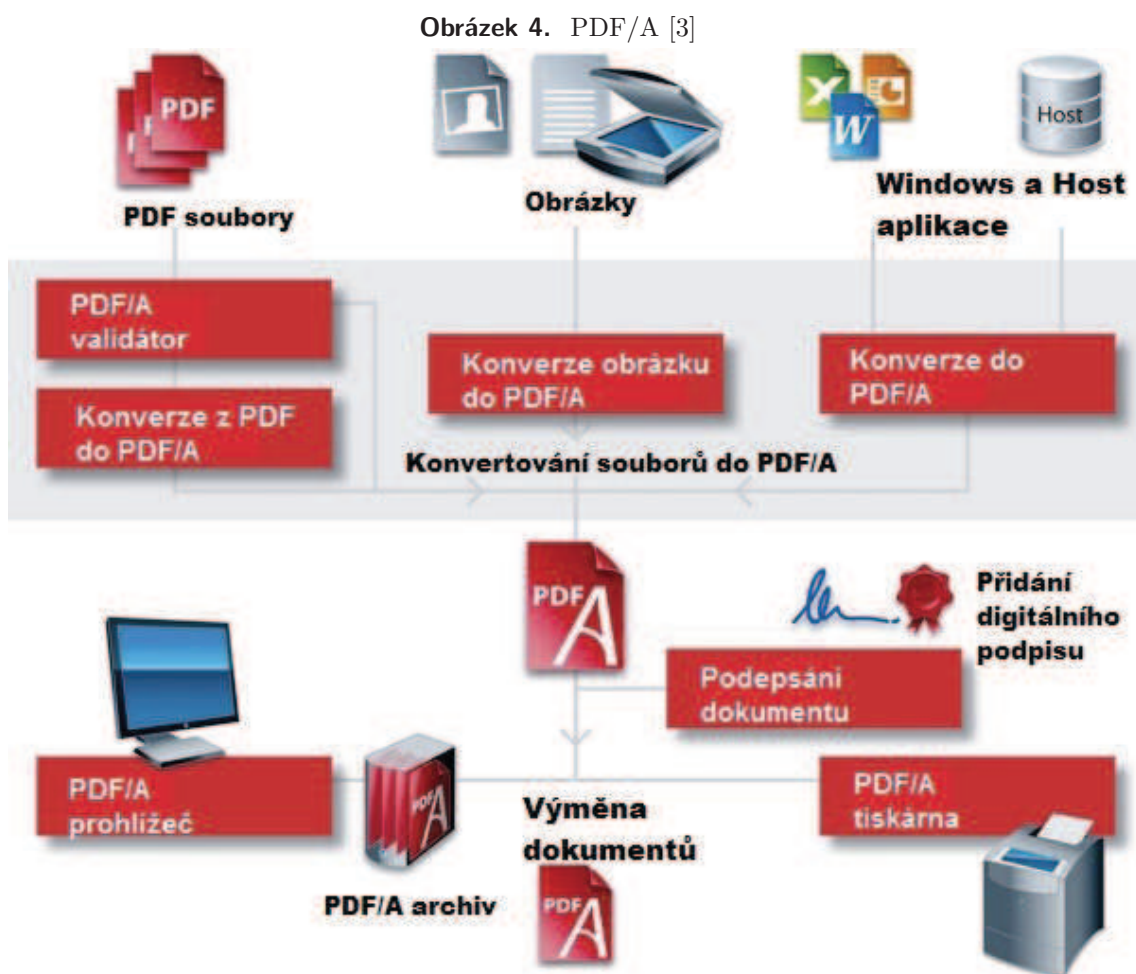 Obrázek 4. PDF/A [3]
PDF
Host
PDF soubory
Obrázky
Windows a Host
aplikace
PDF/A
validátor
Konverze z PDF
do PDF/A
Konverze obrázku
do PDF/A
Konverze do
PDF/A
Konvertování souborů do PDF/A
PDF
A
Přidání
digitálního
podpisu
Podepsání
dokumentu
PDF/A
prohlížeč
PDF/A archiv
Výměna
dokumentů
PDF
A
PDF/A
tiskárna